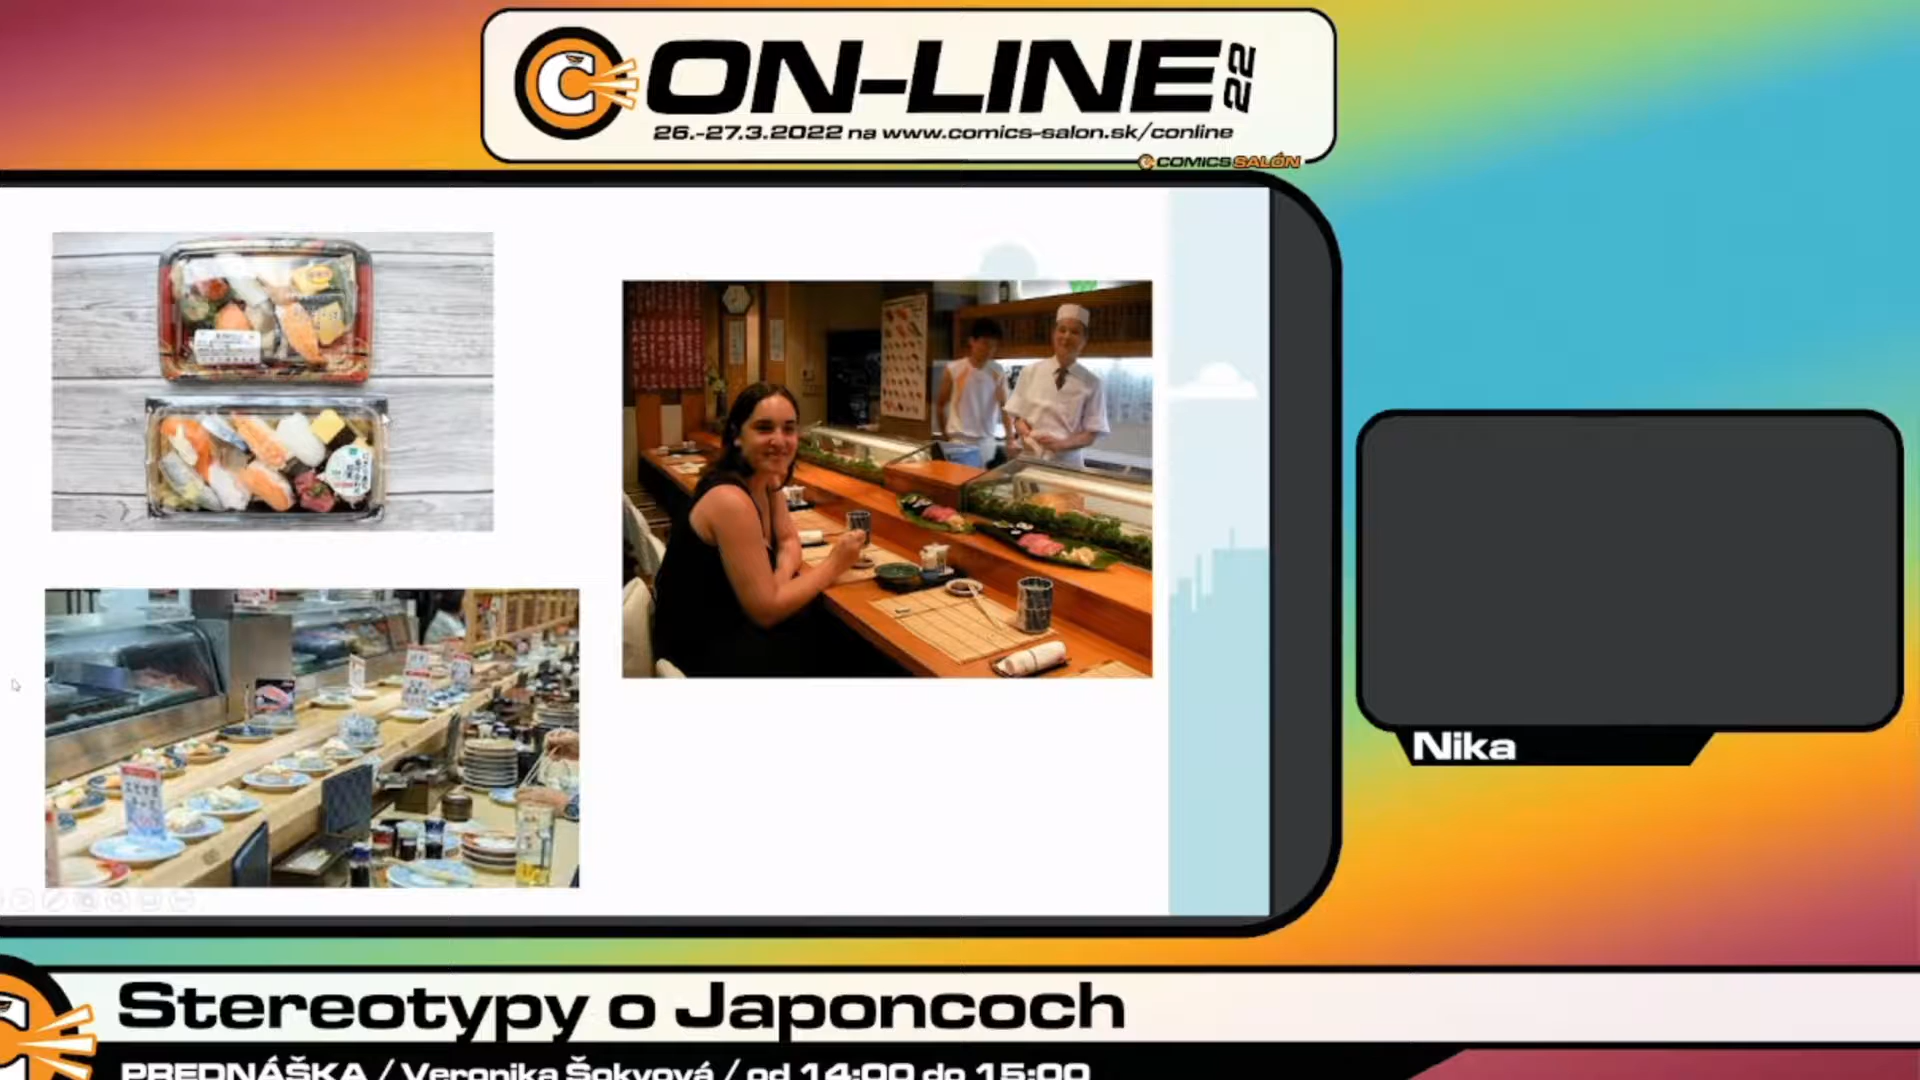 CON-LINE 22
26.-27.3.2022 na www.comics-salon.sk/conline
COMICS SALÓN
Nika
Stereotypy o Japoncoch
PREDNÁŠKA / Veronika Šokyová / od 14:00 do 15:00